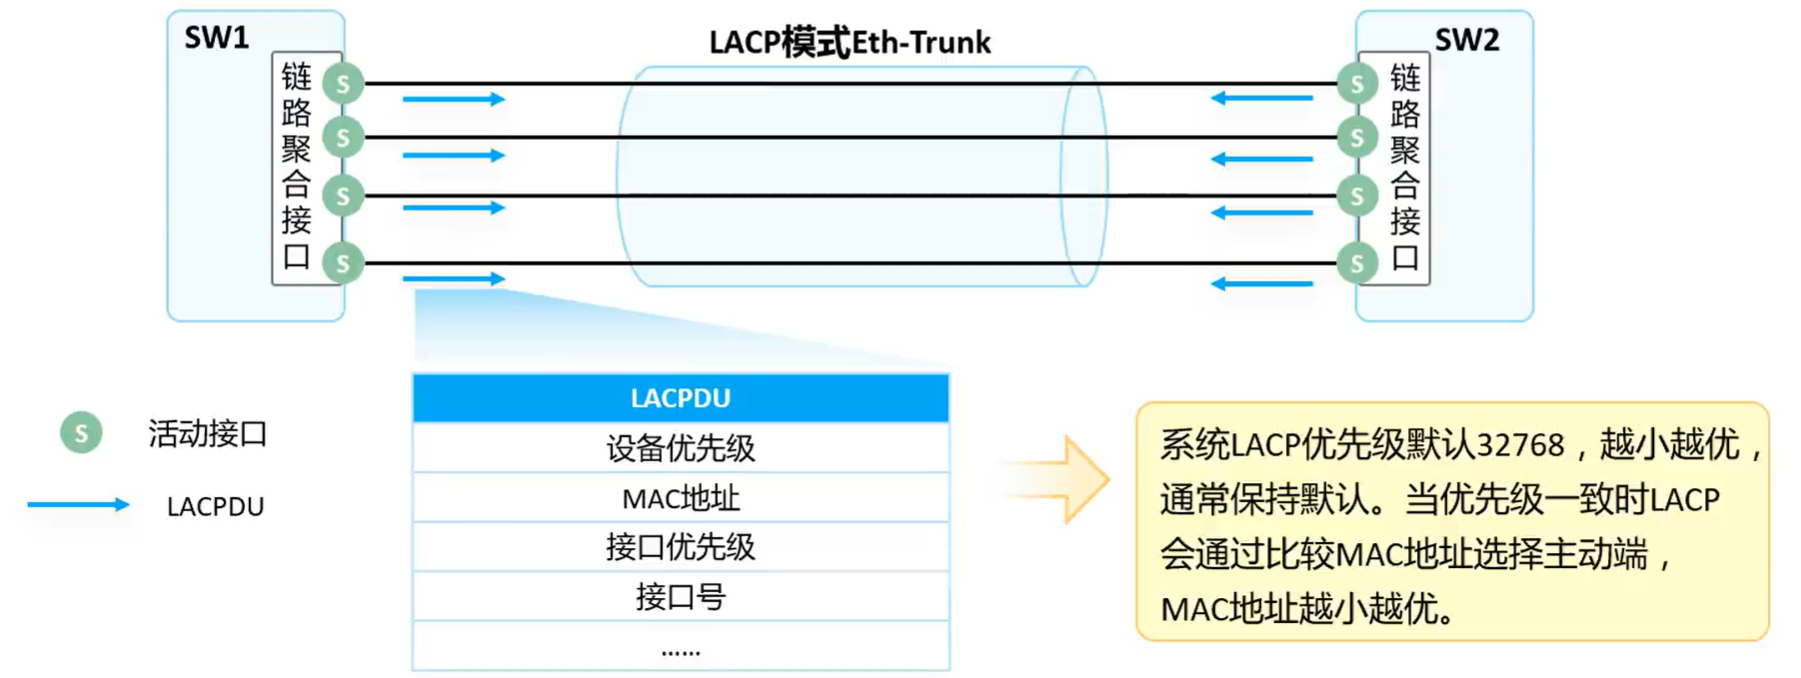 SW1
LACP模式Eth-Trunk
SW2
链路聚合接口
S
S
S
S
S
S
S
S
链路聚合接口
S 活动接口
LACPDU
LACPDU
设备优先级
MAC地址
接口优先级
接口号
……
系统LACP优先级默认32768，越小越优，
通常保持默认。当优先级一致时LACP
会通过比较MAC地址选择主动端，
MAC地址越小越优。